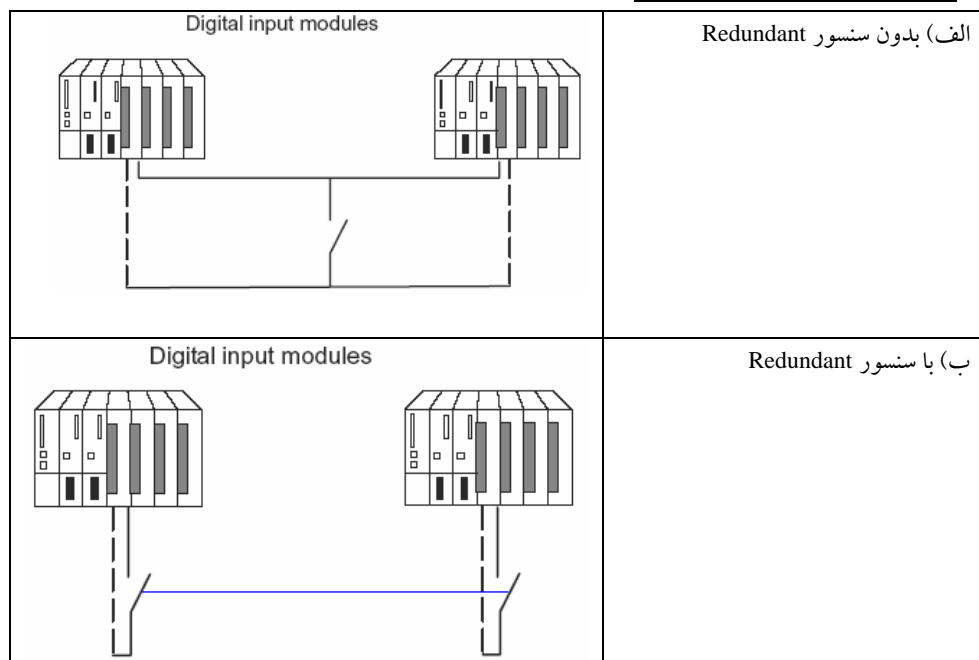 Digital input modules
الف) بدون سنسور Redundant
Digital input modules
ب) با سنسور Redundant